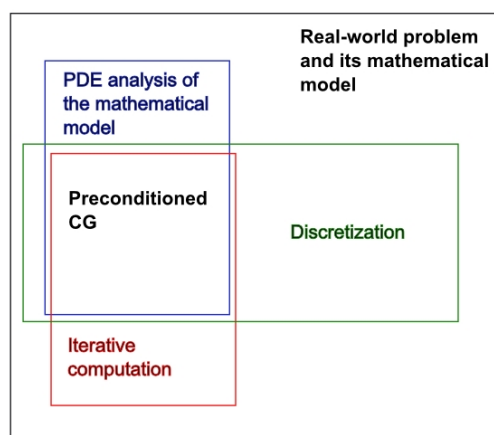 Real-world problem
and its mathematical
model
PDE analysis of
the mathematical
model
Preconditioned
CG
Discretization
Iterative
computation